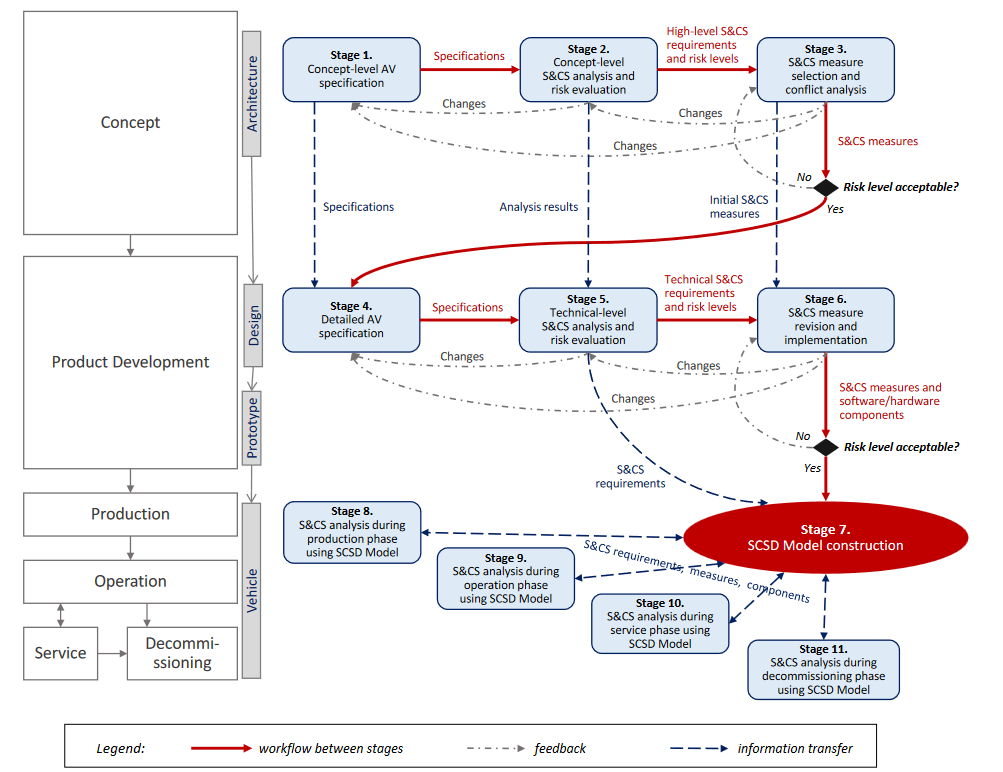 Concept
Product Development
Production
Operation
Service
Decommi-
ssioning
Architecture
Design
Prototype
Vehicle
Stage 1.
Concept-level AV
specification
Specifications
Stage 2.
Concept-level
S&CS analysis and
risk evaluation
High-level S&CS
requirements
and risk levels
Stage 3.
S&CS measure
selection and
conflict analysis
Changes
Changes
Changes
S&CS measures
No
Risk level acceptable?
Yes
Specifications
Analysis results
Initial S&CS
measures
Stage 4.
Detailed AV
specification
Specifications
Stage 5.
Technical-level
S&CS analysis and
risk evaluation
Technical S&CS
requirements
and risk levels
Stage 6.
S&CS measure
revision and
implementation
Changes
Changes
Changes
S&CS measures and
software/hardware
components
No
Risk level acceptable?
Yes
S&CS
requirements
Stage 7.
SCSD Model construction
Stage 8.
S&CS analysis during
production phase
using SCSD Model
S&CS requirements, measures, components
Stage 9.
S&CS analysis during
operation phase
using SCSD Model
Stage 10.
S&CS analysis during
service phase using
SCSD Model
Stage 11.
S&CS analysis during
decommissioning phase
using SCSD Model
Legend:
workflow between stages
feedback
information transfer